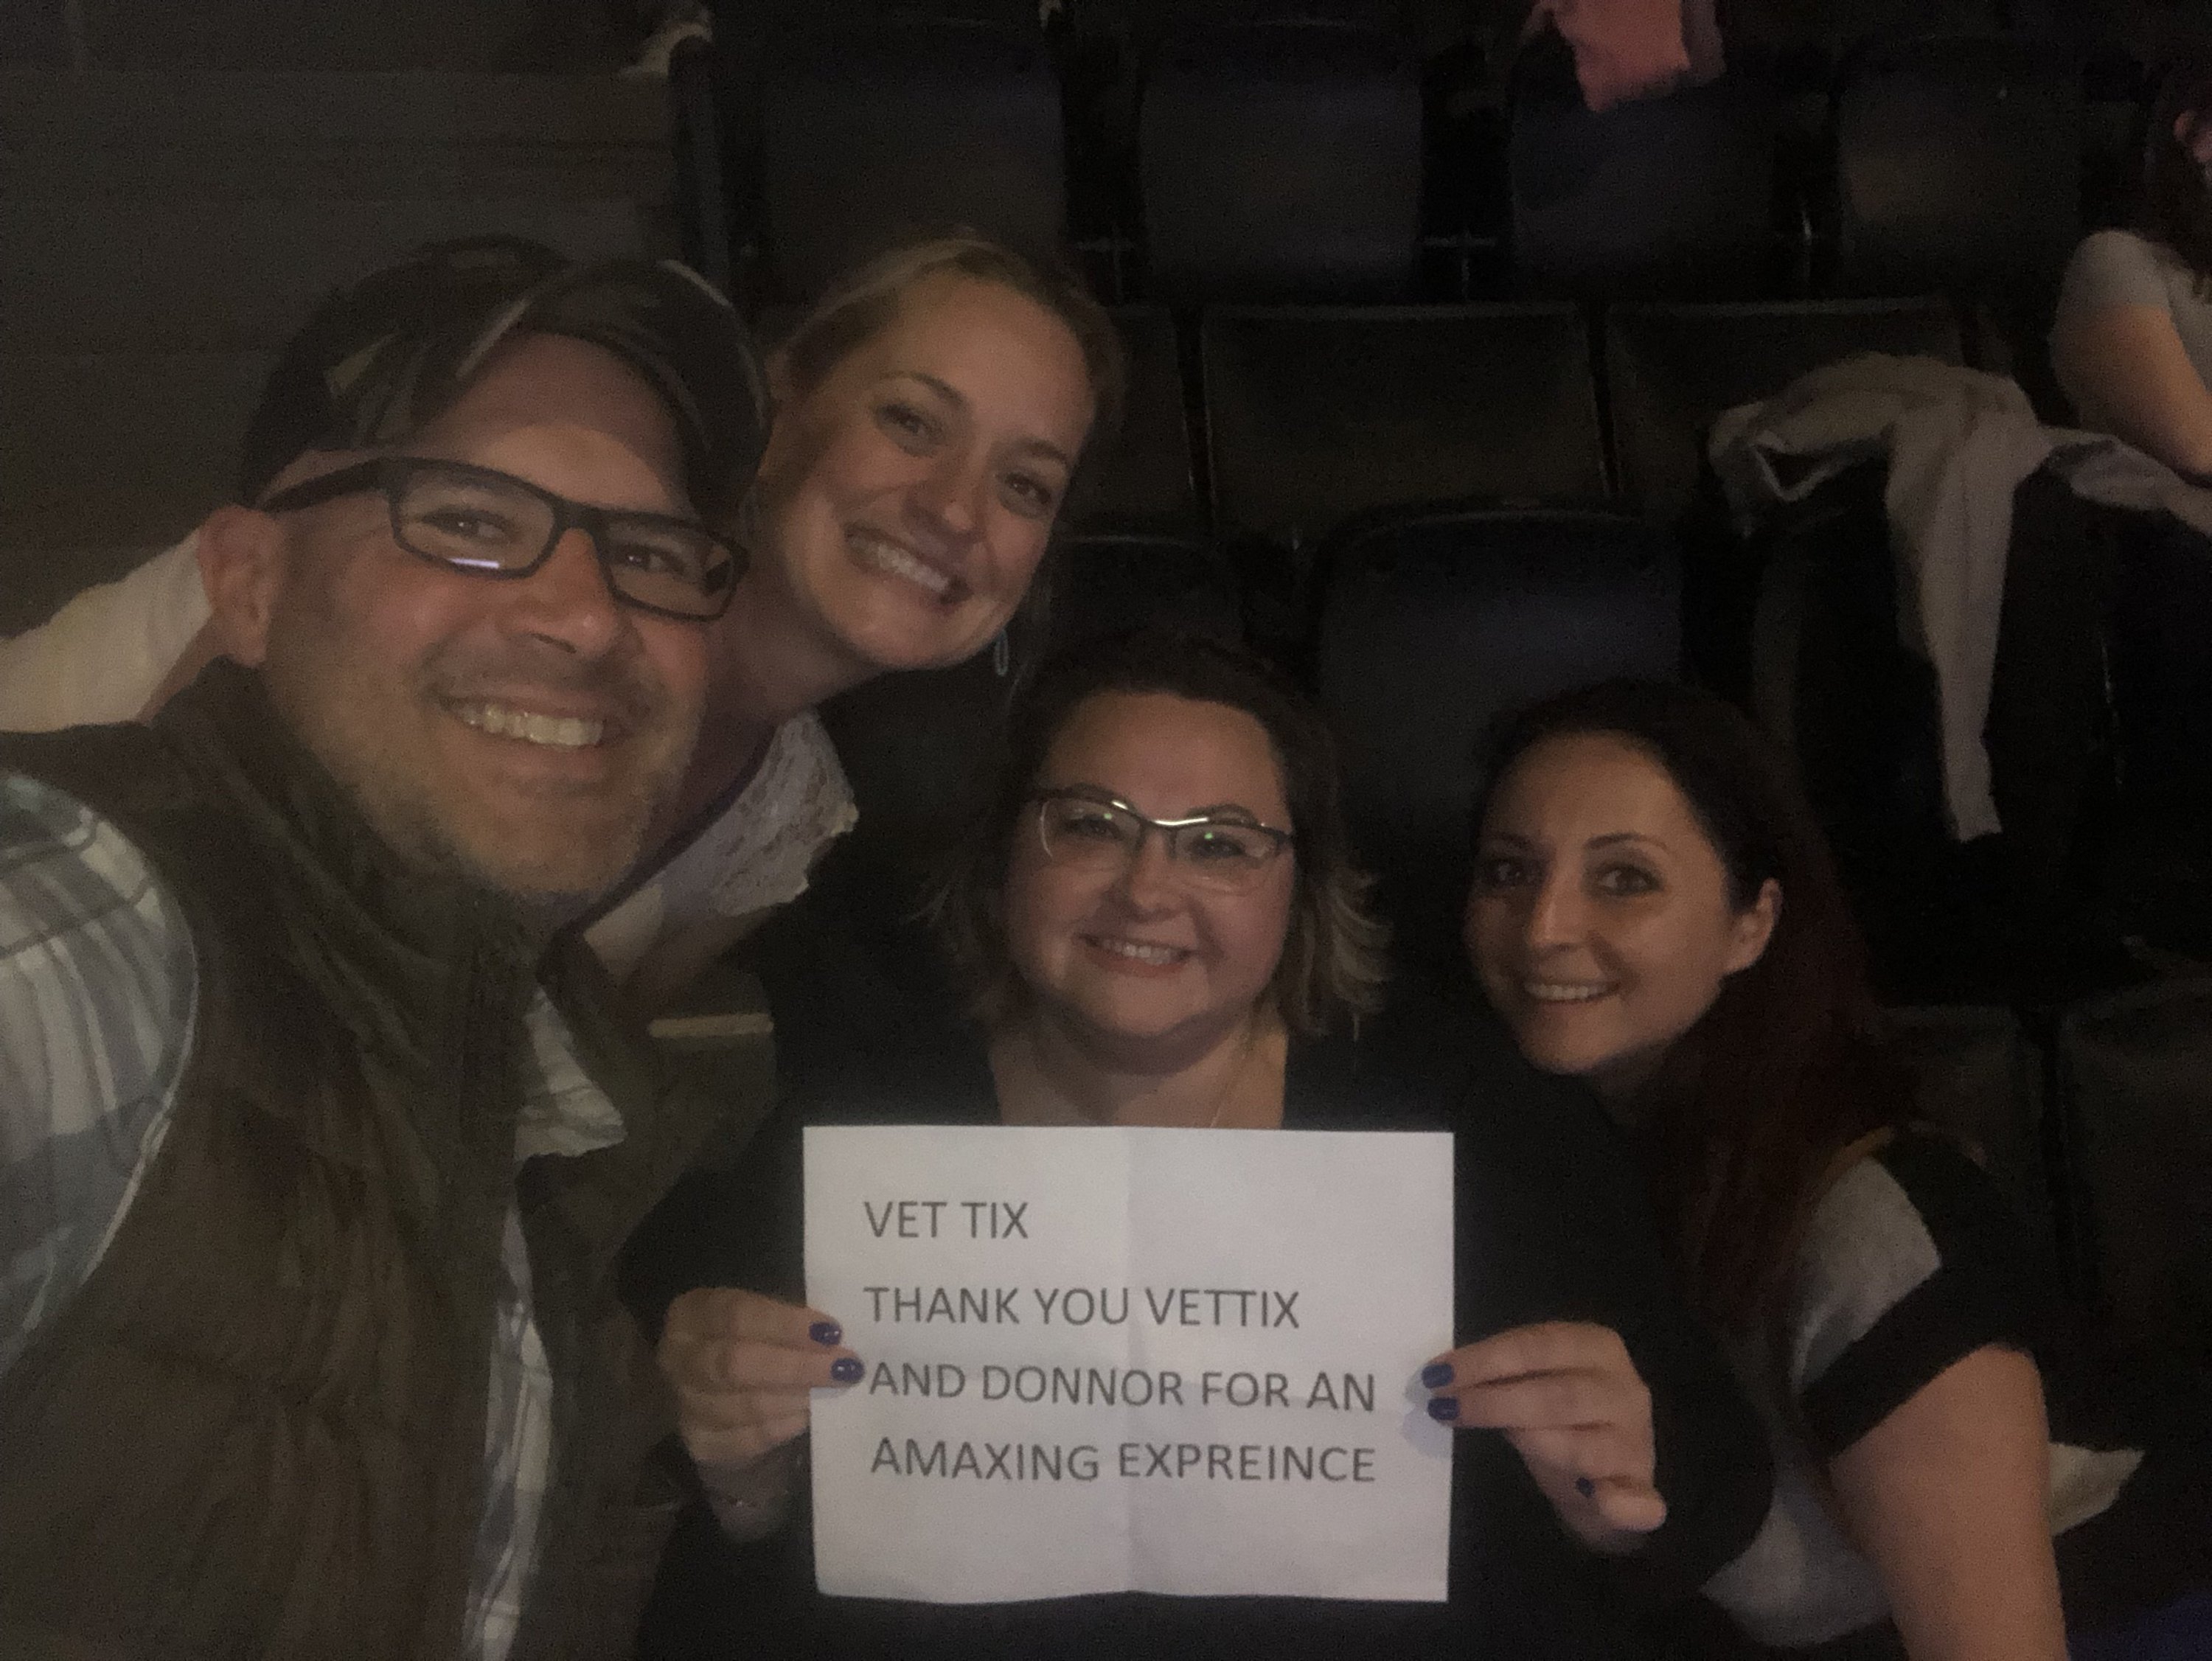 VET TIX
THANK YOU VETTIX
AND DONNOR FOR AN
AMAXING EXPREINCE